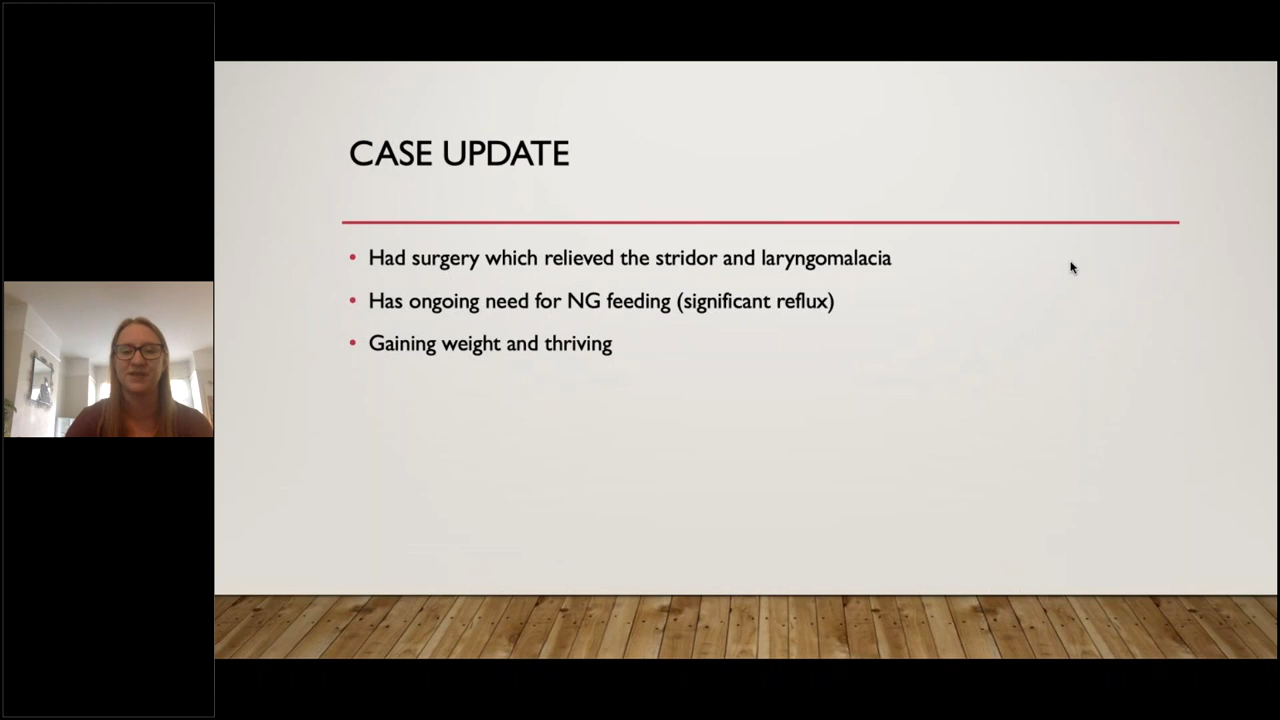 CASE UPDATE
• Had surgery which relieved the stridor and laryngomalacia
• Has ongoing need for NG feeding (significant reflux)
• Gaining weight and thriving